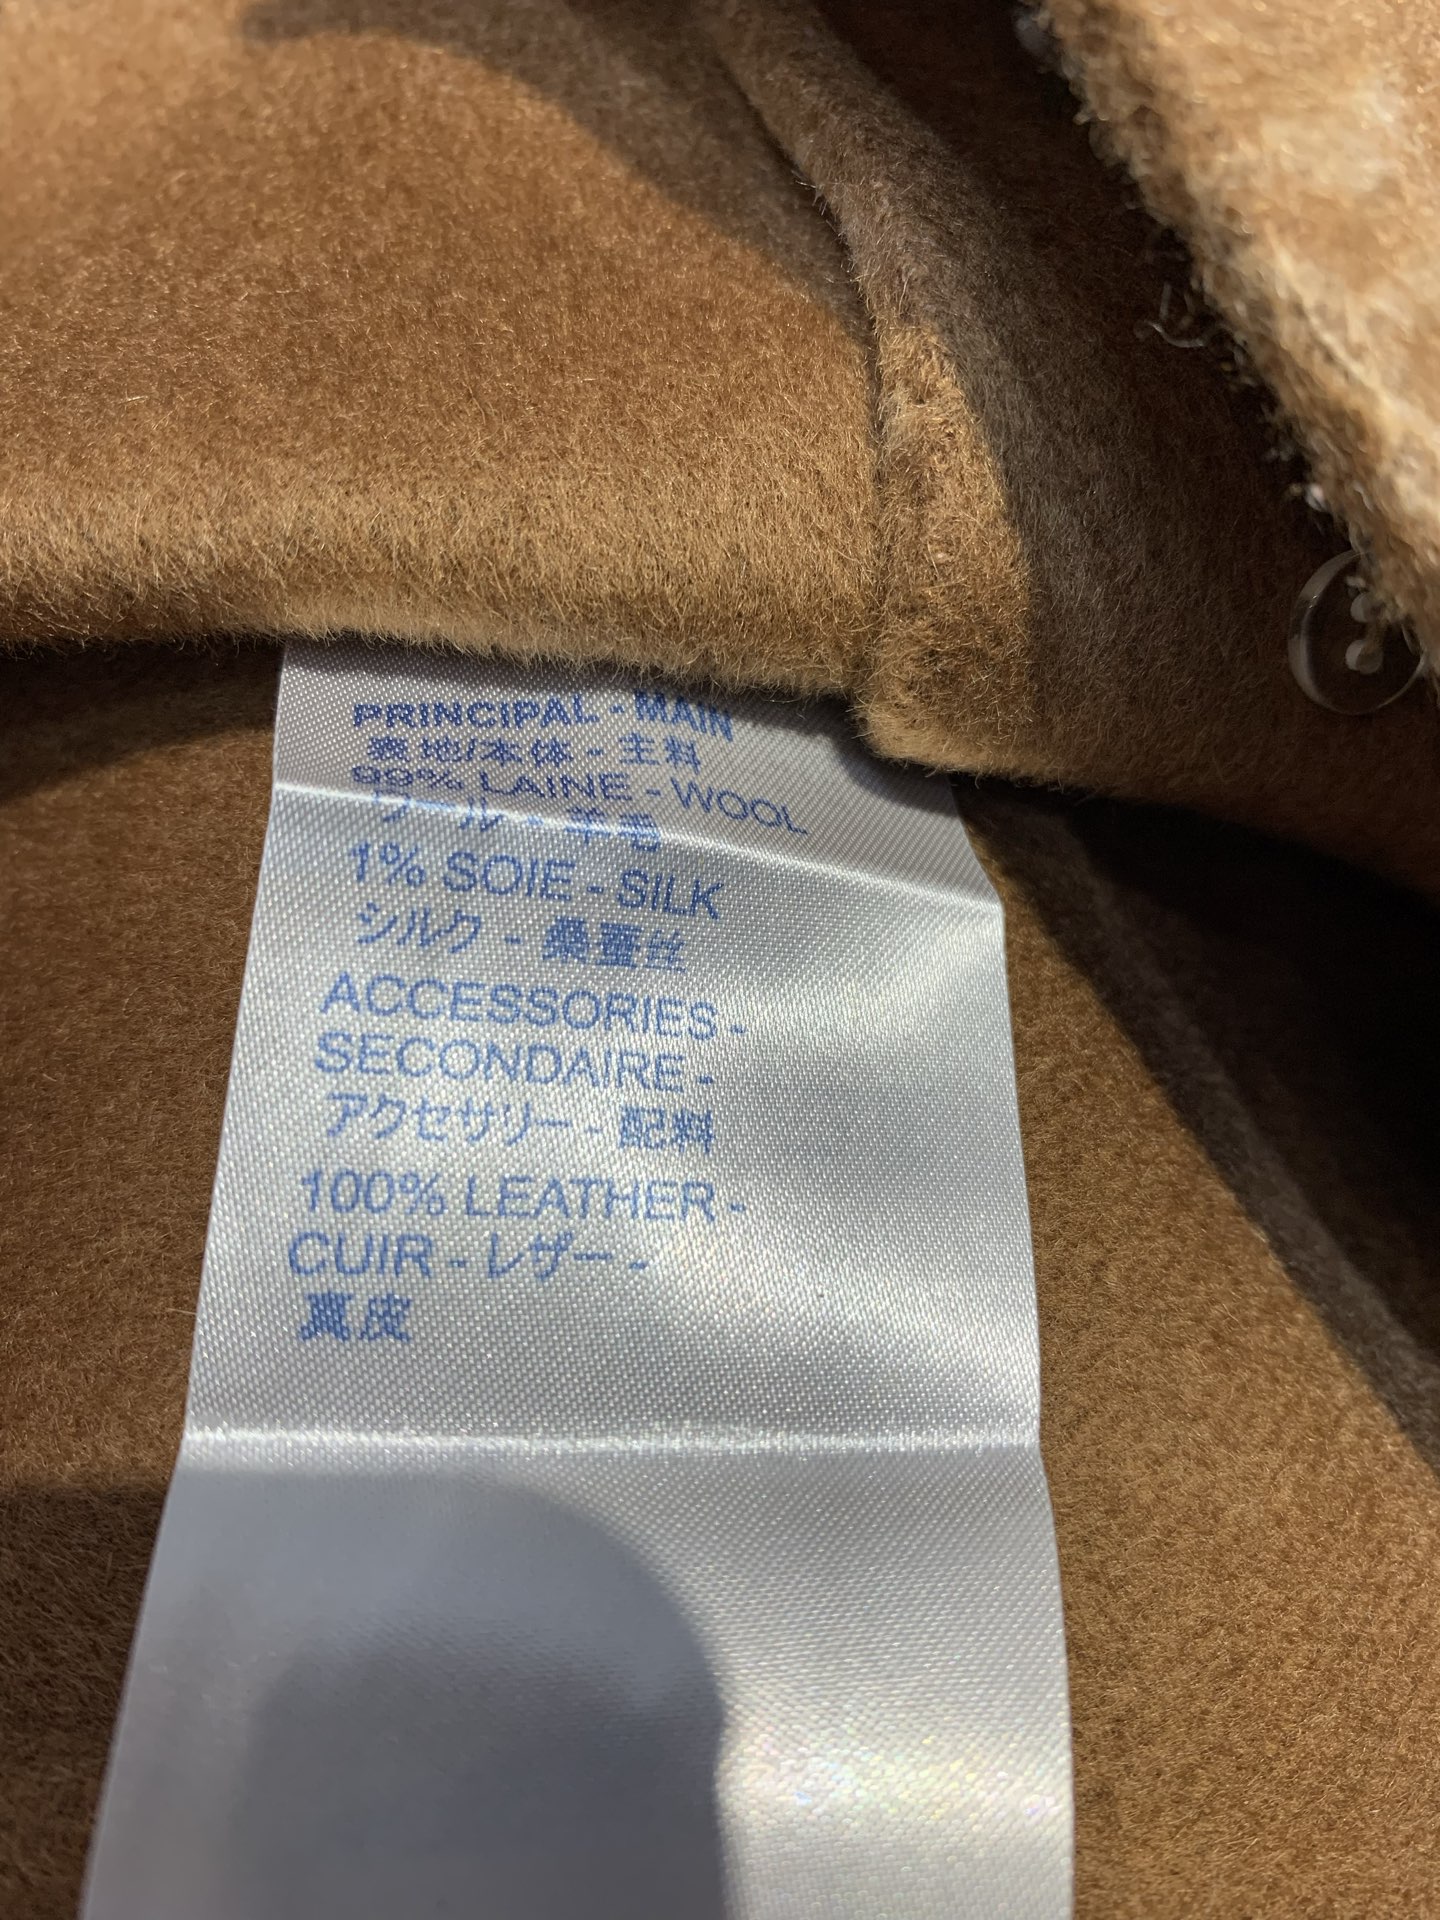 PRINCIPAL - MAIN
表地/本体 - 主料
99% LAINE - WOOL
ウール - 羊毛
1% SOIE - SILK
シルク - 桑蚕丝
ACCESSORIES -
SECONDAIRE -
アクセサリー - 配料
100% LEATHER -
CUIR - レザー -
真皮